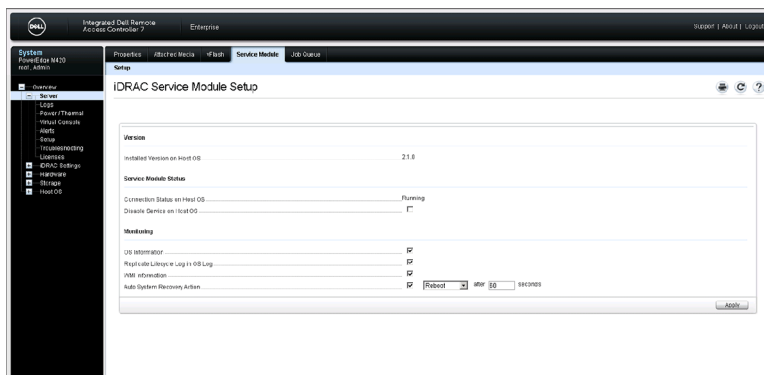 DELL
Integrated Dell Remote
Access Controller 7
Enterprise
Support | About | Logout
System
PowerEdge M420
root, Admin
Properties
Attached Media
vFlash
Service Module
Job Queue
Setup
Overview
Server
Logs
Power / Thermal
Virtual Console
Alerts
Setup
Troubleshooting
Licenses
iDRAC Settings
Hardware
Storage
Host OS
iDRAC Service Module Setup
Version
Installed Version on Host OS 2.1.0
Service Module Status
Connection Status on Host OS Running
Disable Service on Host OS
Monitoring
OS Information
Replicate Lifecycle Log in OS Log
WMI Information
Auto System Recovery Action Reboot after 60 seconds
Apply